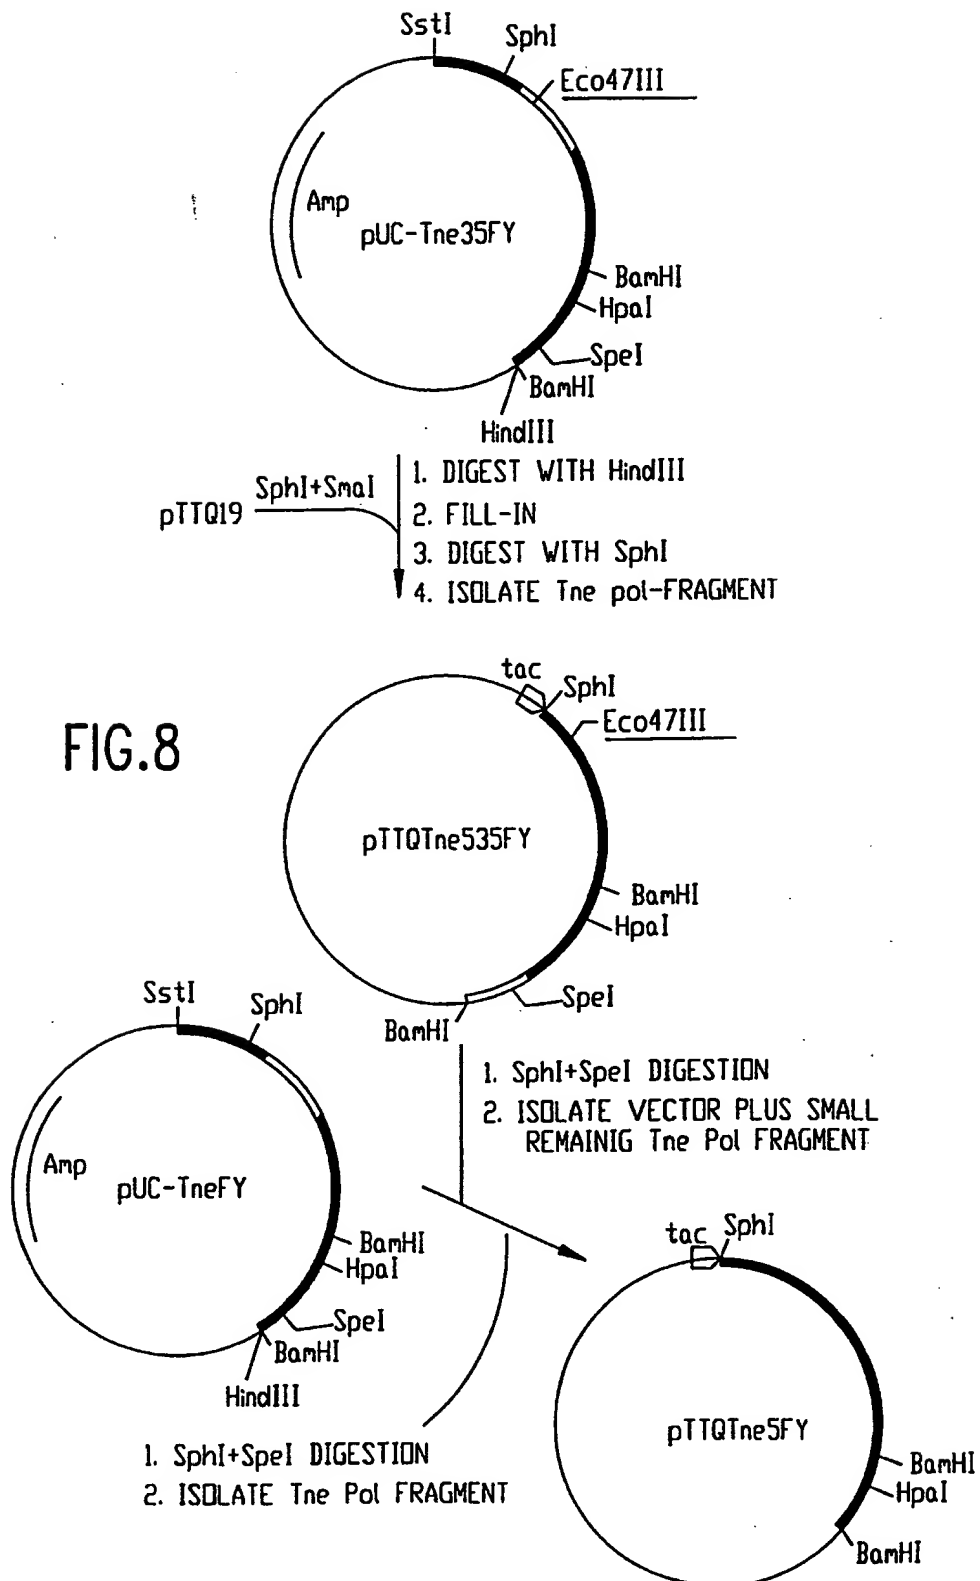 SstI
SphI
Eco47III
Amp
pUC-Tne35FY
BamHI
HpaI
SpeI
BamHI
HindIII
pTTQ19
SphI+SmaI
1. DIGEST WITH HindIII
2. FILL-IN
3. DIGEST WITH SphI
4. ISOLATE Tne pol-FRAGMENT
FIG.8
tac
SphI
Eco47III
pTTQTne535FY
BamHI
HpaI
SpeI
BamHI
SstI
SphI
Amp
pUC-TneFY
BamHI
HpaI
SpeI
BamHI
HindIII
1. SphI+SpeI DIGESTION
2. ISOLATE VECTOR PLUS SMALL
REMAINIG Tne Pol FRAGMENT
1. SphI+SpeI DIGESTION
2. ISOLATE Tne Pol FRAGMENT
tac
SphI
pTTQTne5FY
BamHI
HpaI
BamHI